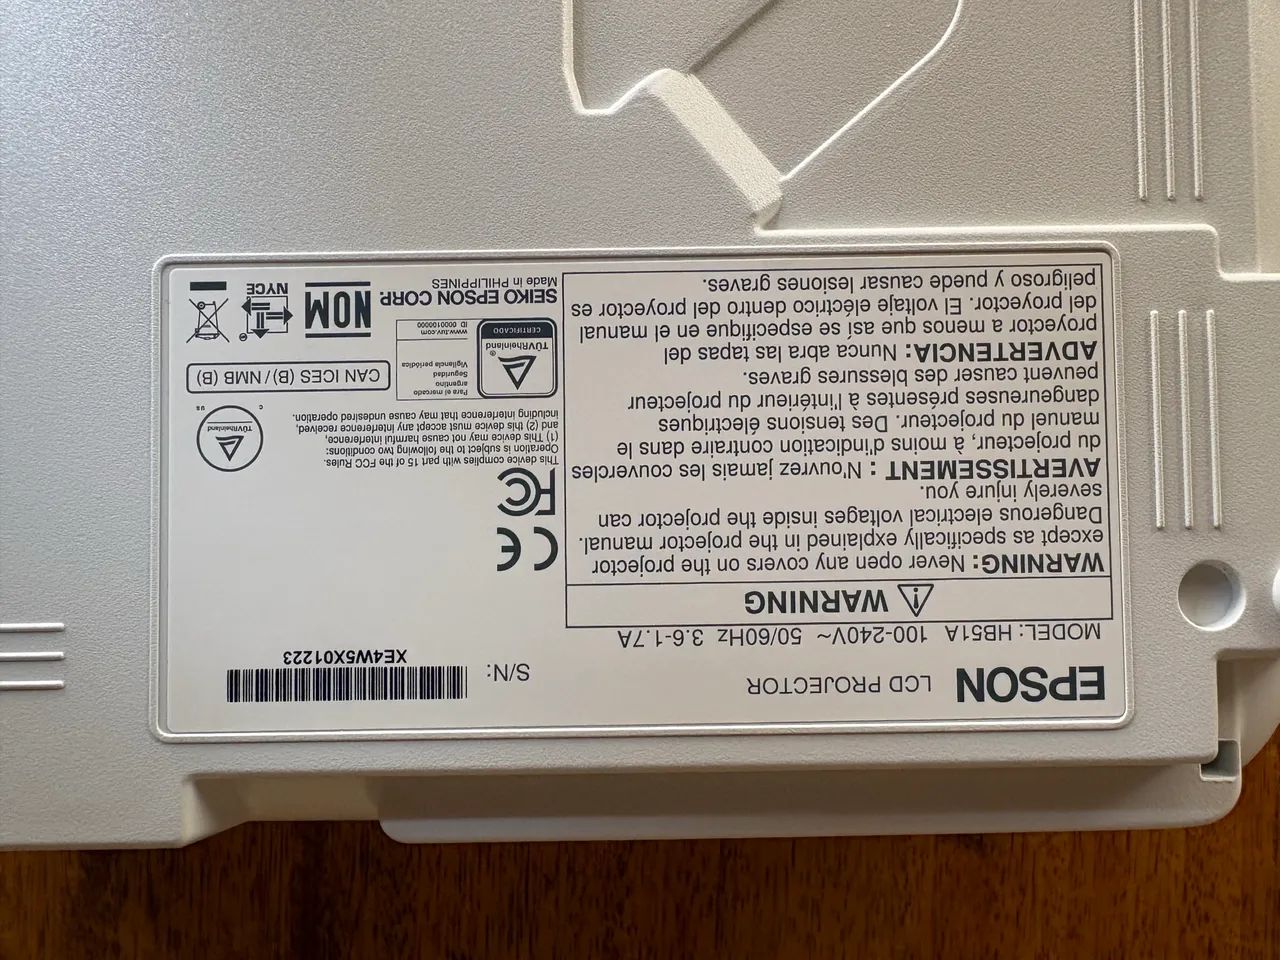 EPSON LCD PROJECTOR
MODEL: HB51A 100-240V~ 50/60Hz 3.6-1.7A
S/N:
XE4W5X01223
WARNING
WARNING: Never open any covers on the projector
except as specifically explained in the projector manual.
Dangerous electrical voltages inside the projector can
severely injure you.
AVERTISSEMENT : N'ouvrez jamais les couvercles
du projecteur, à moins d'indication contraire dans le
manuel du projecteur. Des tensions électriques
dangeureuses présentes à l'intérieur du projecteur
peuvent causer des blessures graves.
ADVERTENCIA: Nunca abra las tapas del
proyector a menos que así se especifique en el manual
del proyector. El voltaje eléctrico dentro del proyector es
peligroso y puede causar lesiones graves.
CE
FC
This device complies with part 15 of the FCC Rules.
Operation is subject to the following two conditions:
(1) This device may not cause harmful interference,
and (2) this device must accept any interference received,
including interference that may cause undesired operation.
C US
TÜVRheinland
TÜVRheinland®
CERTIFICADO
Para el mercado
argentino
Seguridad
Vigilancia periódica
www.tuv.com
ID 0000100000
CAN ICES (B) / NMB (B)
SEIKO EPSON CORP.
Made in PHILIPPINES
NOM
NYCE